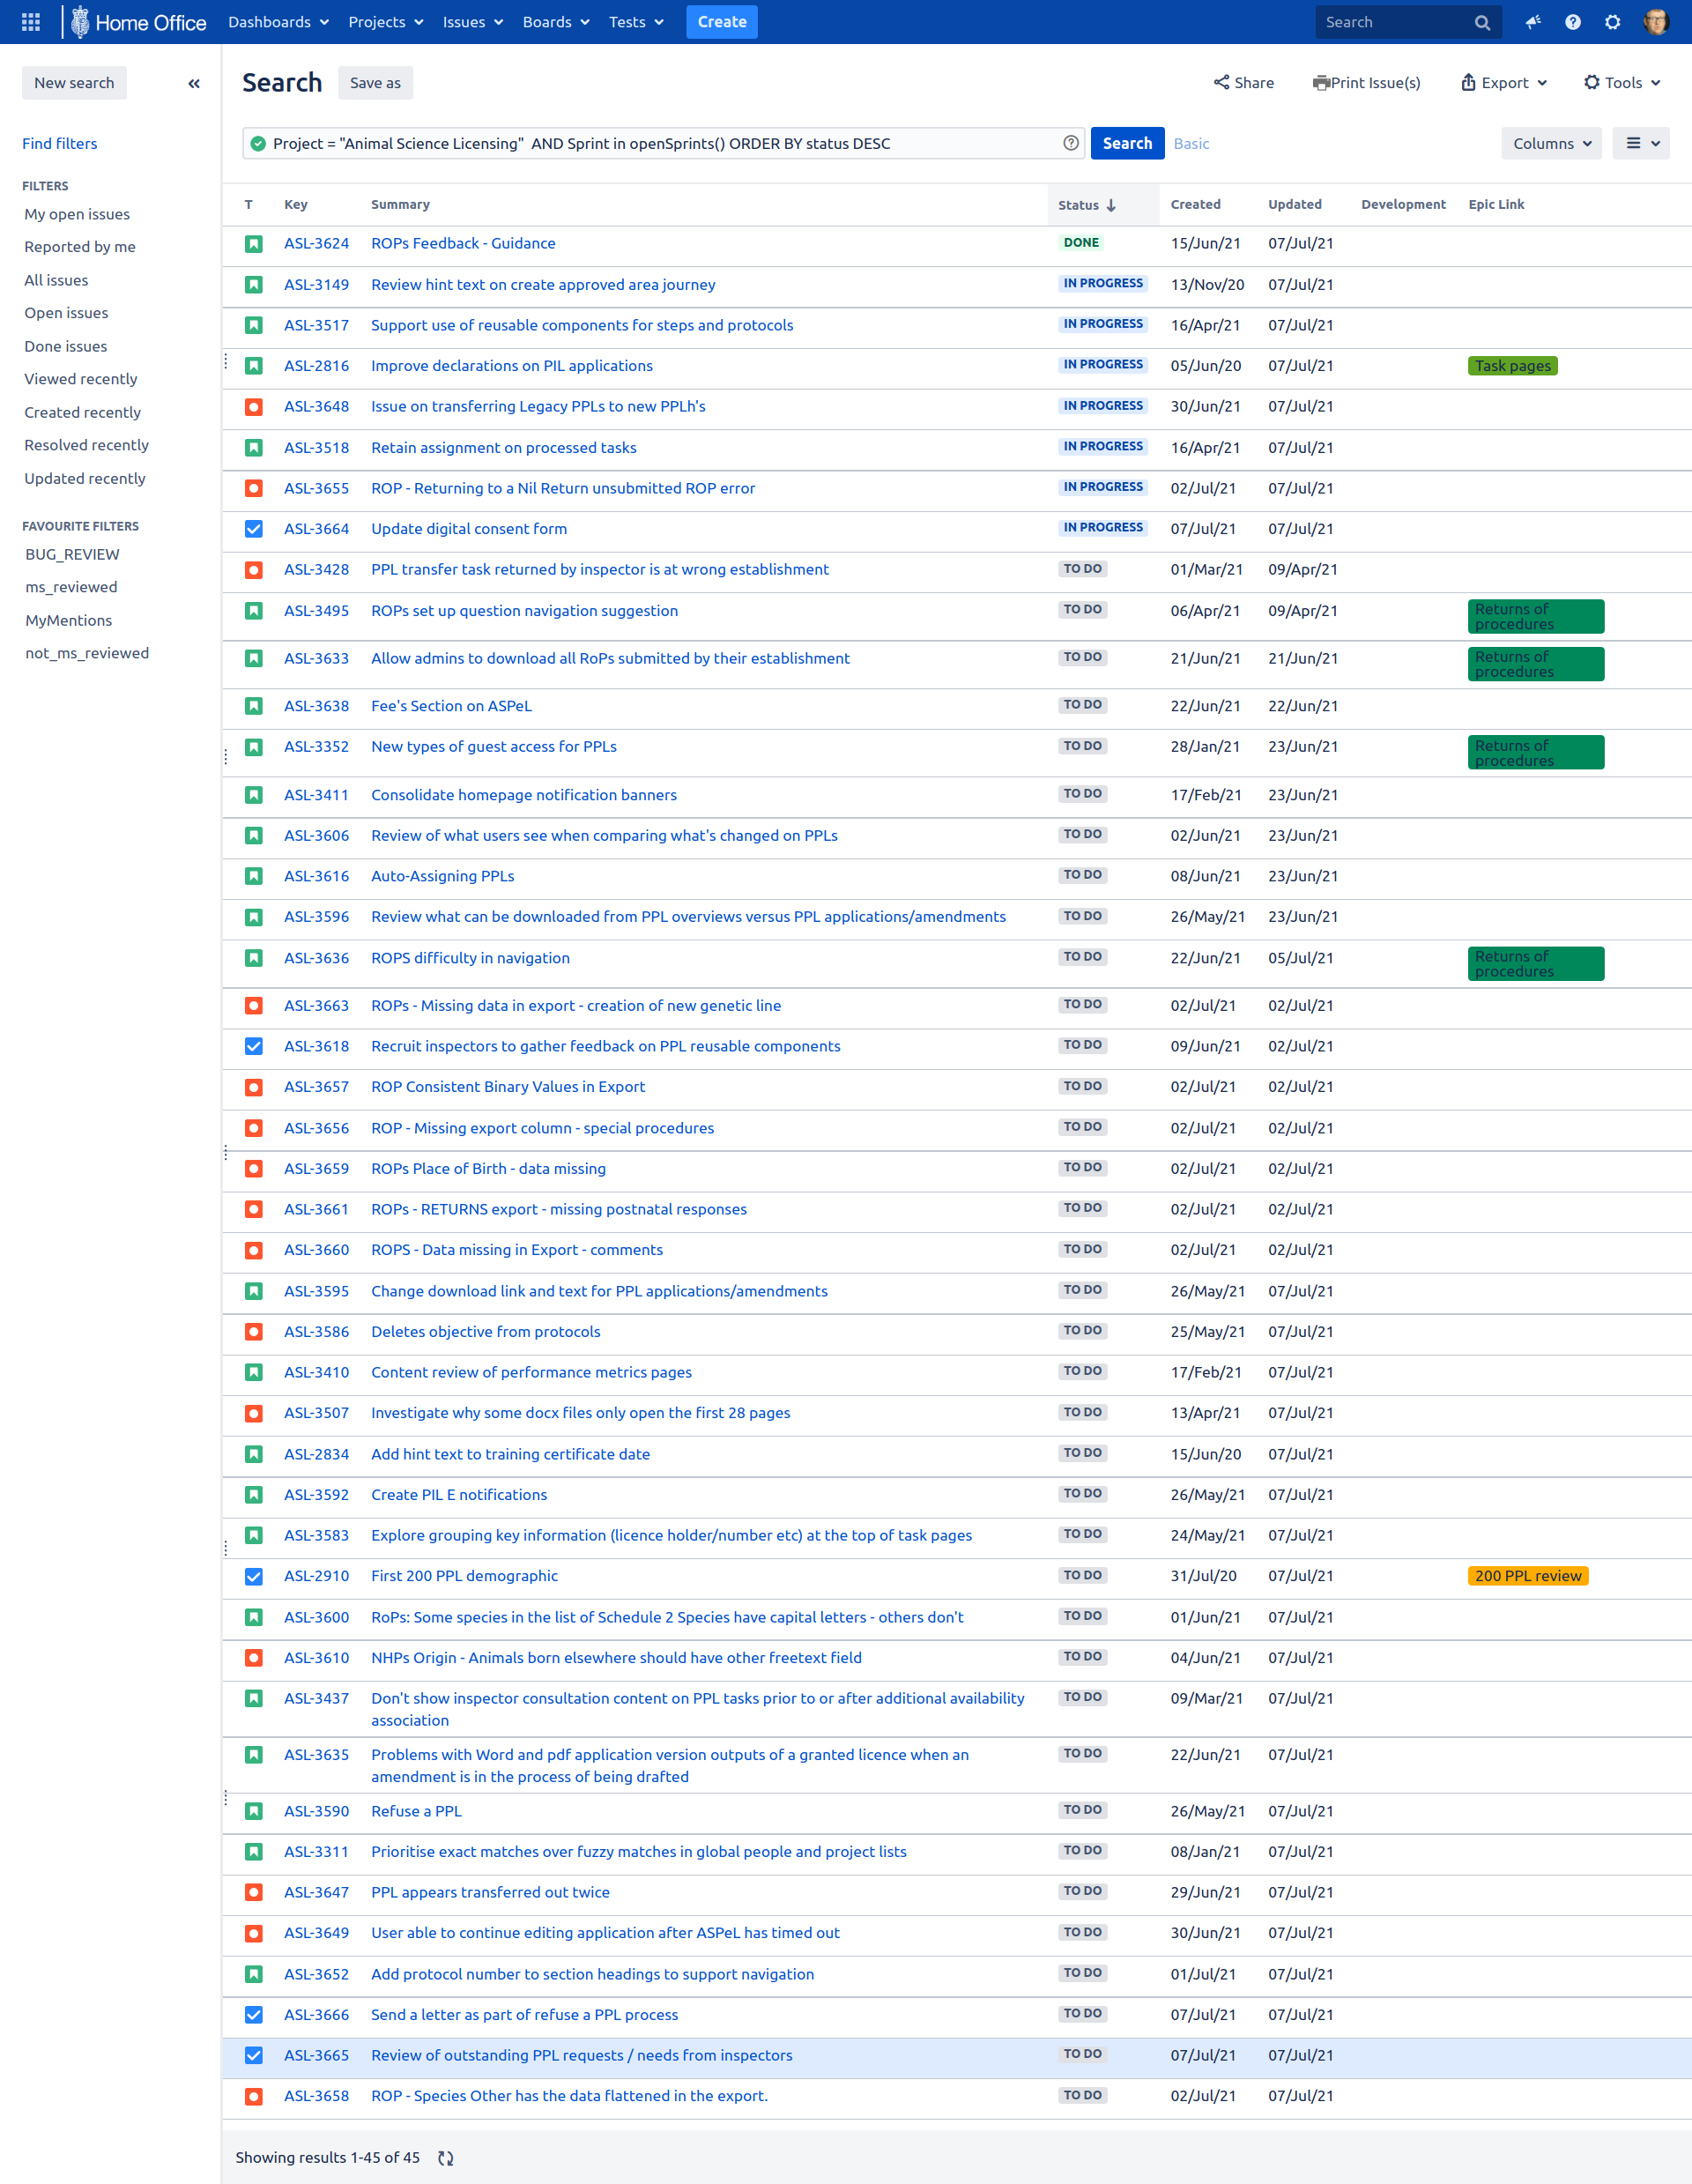 Home Office Dashboards Projects Issues Boards Tests Create Search
New search
Search Save as Share Print Issue(s) Export Tools
Find filters
Project = "Animal Science Licensing" AND Sprint in openSprints() ORDER BY status DESC Search Basic Columns
FILTERS
My open issues
Reported by me
All issues
Open issues
Done issues
Viewed recently
Created recently
Resolved recently
Updated recently
FAVOURITE FILTERS
BUG_REVIEW
ms_reviewed
MyMentions
not_ms_reviewed
T Key Summary Status Created Updated Development Epic Link
ASL-3624 ROPs Feedback - Guidance DONE 15/Jun/21 07/Jul/21
ASL-3149 Review hint text on create approved area journey IN PROGRESS 13/Nov/20 07/Jul/21
ASL-3517 Support use of reusable components for steps and protocols IN PROGRESS 16/Apr/21 07/Jul/21
ASL-2816 Improve declarations on PIL applications IN PROGRESS 05/Jun/20 07/Jul/21 Task pages
ASL-3648 Issue on transferring Legacy PPLs to new PPLh's IN PROGRESS 30/Jun/21 07/Jul/21
ASL-3518 Retain assignment on processed tasks IN PROGRESS 16/Apr/21 07/Jul/21
ASL-3655 ROP - Returning to a Nil Return unsubmitted ROP error IN PROGRESS 02/Jul/21 07/Jul/21
ASL-3664 Update digital consent form IN PROGRESS 07/Jul/21 07/Jul/21
ASL-3428 PPL transfer task returned by inspector is at wrong establishment TO DO 01/Mar/21 09/Apr/21
ASL-3495 ROPs set up question navigation suggestion TO DO 06/Apr/21 09/Apr/21 Returns of
procedures
ASL-3633 Allow admins to download all RoPs submitted by their establishment TO DO 21/Jun/21 21/Jun/21 Returns of
procedures
ASL-3638 Fee's Section on ASPeL TO DO 22/Jun/21 22/Jun/21
ASL-3352 New types of guest access for PPLs TO DO 28/Jan/21 23/Jun/21 Returns of
procedures
ASL-3411 Consolidate homepage notification banners TO DO 17/Feb/21 23/Jun/21
ASL-3606 Review of what users see when comparing what's changed on PPLs TO DO 02/Jun/21 23/Jun/21
ASL-3616 Auto-Assigning PPLs TO DO 08/Jun/21 23/Jun/21
ASL-3596 Review what can be downloaded from PPL overviews versus PPL applications/amendments TO DO 26/May/21 23/Jun/21
ASL-3636 ROPS difficulty in navigation TO DO 22/Jun/21 05/Jul/21 Returns of
procedures
ASL-3663 ROPs - Missing data in export - creation of new genetic line TO DO 02/Jul/21 02/Jul/21
ASL-3618 Recruit inspectors to gather feedback on PPL reusable components TO DO 09/Jun/21 02/Jul/21
ASL-3657 ROP Consistent Binary Values in Export TO DO 02/Jul/21 02/Jul/21
ASL-3656 ROP - Missing export column - special procedures TO DO 02/Jul/21 02/Jul/21
ASL-3659 ROPs Place of Birth - data missing TO DO 02/Jul/21 02/Jul/21
ASL-3661 ROPs - RETURNS export - missing postnatal responses TO DO 02/Jul/21 02/Jul/21
ASL-3660 ROPS - Data missing in Export - comments TO DO 02/Jul/21 02/Jul/21
ASL-3595 Change download link and text for PPL applications/amendments TO DO 26/May/21 07/Jul/21
ASL-3586 Deletes objective from protocols TO DO 25/May/21 07/Jul/21
ASL-3410 Content review of performance metrics pages TO DO 17/Feb/21 07/Jul/21
ASL-3507 Investigate why some docx files only open the first 28 pages TO DO 13/Apr/21 07/Jul/21
ASL-2834 Add hint text to training certificate date TO DO 15/Jun/20 07/Jul/21
ASL-3592 Create PIL E notifications TO DO 26/May/21 07/Jul/21
ASL-3583 Explore grouping key information (licence holder/number etc) at the top of task pages TO DO 24/May/21 07/Jul/21
ASL-2910 First 200 PPL demographic TO DO 31/Jul/20 07/Jul/21 200 PPL review
ASL-3600 RoPs: Some species in the list of Schedule 2 Species have capital letters - others don't TO DO 01/Jun/21 07/Jul/21
ASL-3610 NHPs Origin - Animals born elsewhere should have other freetext field TO DO 04/Jun/21 07/Jul/21
ASL-3437 Don't show inspector consultation content on PPL tasks prior to or after additional availability TO DO 09/Mar/21 07/Jul/21
association
ASL-3635 Problems with Word and pdf application version outputs of a granted licence when an TO DO 22/Jun/21 07/Jul/21
amendment is in the process of being drafted
ASL-3590 Refuse a PPL TO DO 26/May/21 07/Jul/21
ASL-3311 Prioritise exact matches over fuzzy matches in global people and project lists TO DO 08/Jan/21 07/Jul/21
ASL-3647 PPL appears transferred out twice TO DO 29/Jun/21 07/Jul/21
ASL-3649 User able to continue editing application after ASPeL has timed out TO DO 30/Jun/21 07/Jul/21
ASL-3652 Add protocol number to section headings to support navigation TO DO 01/Jul/21 07/Jul/21
ASL-3666 Send a letter as part of refuse a PPL process TO DO 07/Jul/21 07/Jul/21
ASL-3665 Review of outstanding PPL requests / needs from inspectors TO DO 07/Jul/21 07/Jul/21
ASL-3658 ROP - Species Other has the data flattened in the export. TO DO 02/Jul/21 07/Jul/21
Showing results 1-45 of 45